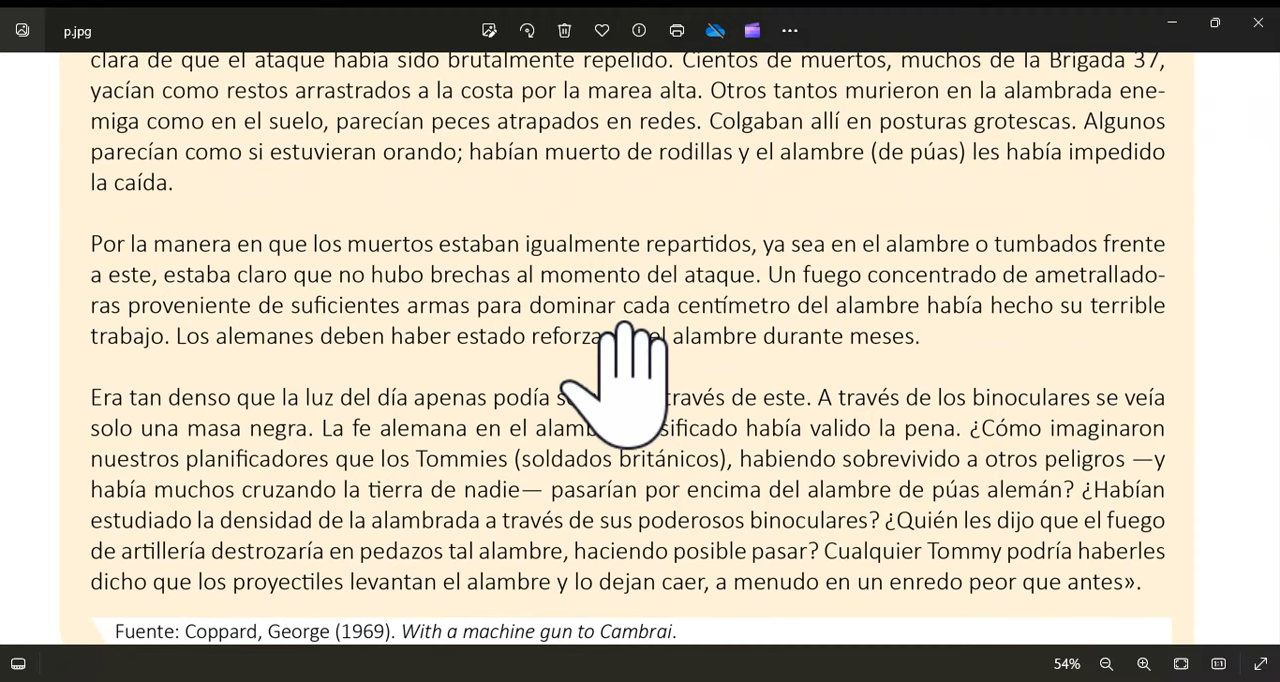 p.jpg
clara de que el ataque había sido brutalmente repelido. Cientos de muertos, muchos de la Brigada 37,
yacían como restos arrastrados a la costa por la marea alta. Otros tantos murieron en la alambrada ene-
miga como en el suelo, parecían peces atrapados en redes. Colgaban allí en posturas grotescas. Algunos
parecían como si estuvieran orando; habían muerto de rodillas y el alambre (de púas) les había impedido
la caída.
Por la manera en que los muertos estaban igualmente repartidos, ya sea en el alambre o tumbados frente
a este, estaba claro que no hubo brechas al momento del ataque. Un fuego concentrado de ametrallado-
ras proveniente de suficientes armas para dominar cada centímetro del alambre había hecho su terrible
trabajo. Los alemanes deben haber estado alambre durante meses.
Era tan denso que la luz del día apenas podía través de este. A través de los binoculares se veía
solo una masa negra. La fe alemana en el había valido la pena. ¿Cómo imaginaron
nuestros planificadores que los Tommies (soldados británicos), habiendo sobrevivido a otros peligros —y
había muchos cruzando la tierra de nadie— pasarían por encima del alambre de púas alemán? ¿Habían
estudiado la densidad de la alambrada a través de sus poderosos binoculares? ¿Quién les dijo que el fuego
de artillería destrozaría en pedazos tal alambre, haciendo posible pasar? Cualquier Tommy podría haberles
dicho que los proyectiles levantan el alambre y lo dejan caer, a menudo en un enredo peor que antes».
Fuente: Coppard, George (1969). With a machine gun to Cambrai.
54%